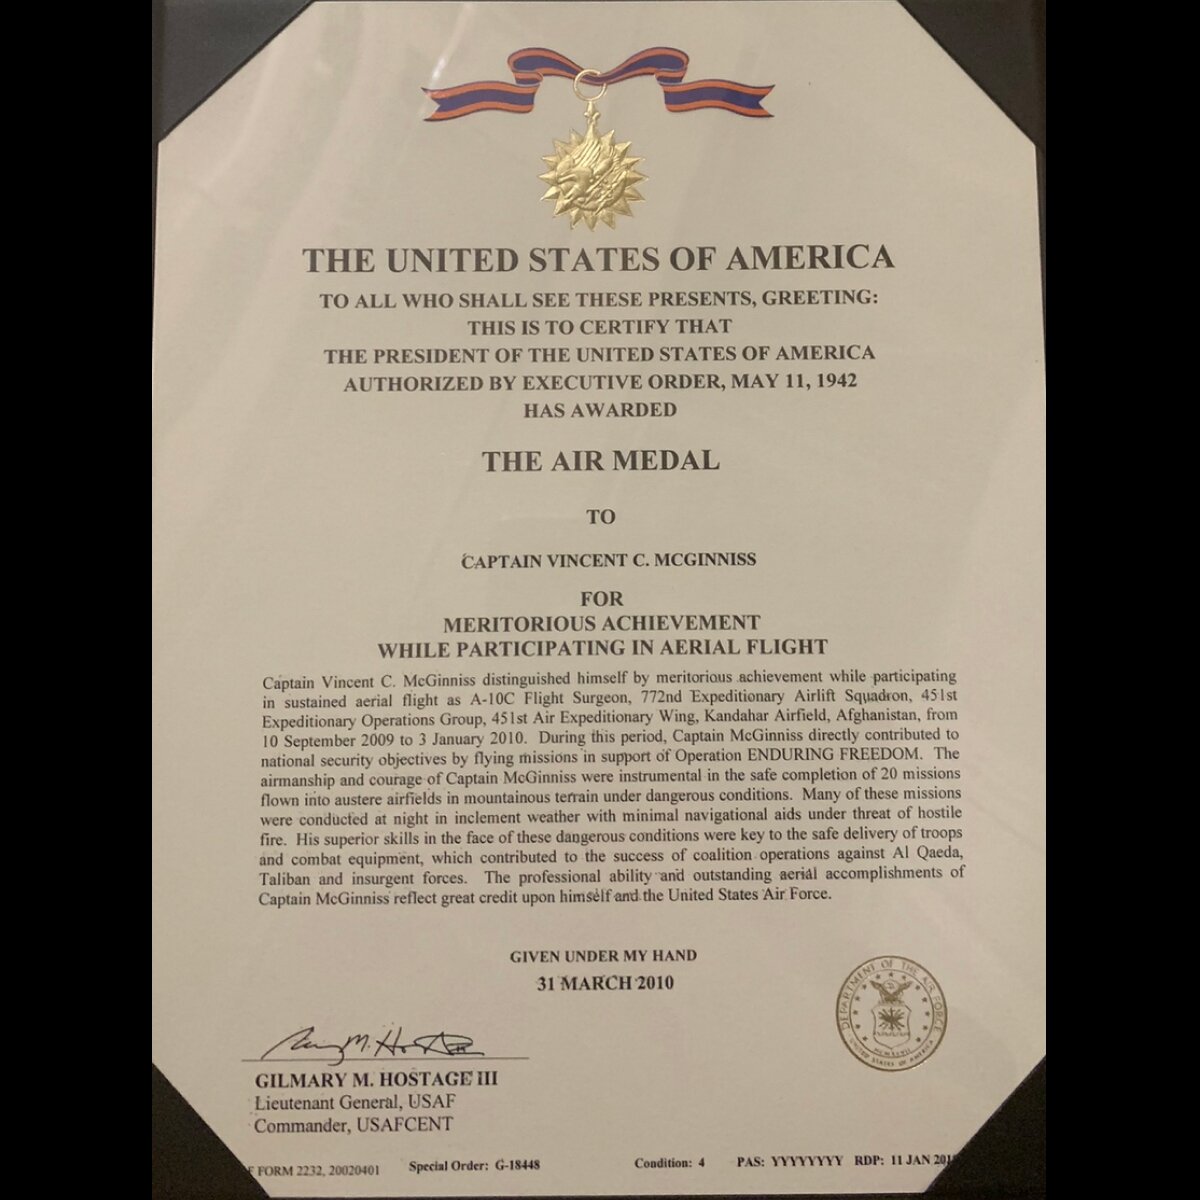 THE UNITED STATES OF AMERICA
TO ALL WHO SHALL SEE THESE PRESENTS, GREETING:
THIS IS TO CERTIFY THAT
THE PRESIDENT OF THE UNITED STATES OF AMERICA
AUTHORIZED BY EXECUTIVE ORDER, MAY 11, 1942
HAS AWARDED
THE AIR MEDAL
TO
CAPTAIN VINCENT C. MCGINNISS
FOR
MERITORIOUS ACHIEVEMENT
WHILE PARTICIPATING IN AERIAL FLIGHT
Captain Vincent C. McGinniss distinguished himself by meritorious achievement while participating
in sustained aerial flight as A-10C Flight Surgeon, 772nd Expeditionary Airlift Squadron, 451st
Expeditionary Operations Group, 451st Air Expeditionary Wing, Kandahar Airfield, Afghanistan, from
10 September 2009 to 3 January 2010. During this period, Captain McGinniss directly contributed to
national security objectives by flying missions in support of Operation ENDURING FREEDOM. The
airmanship and courage of Captain McGinniss were instrumental in the safe completion of 20 missions
flown into austere airfields in mountainous terrain under dangerous conditions. Many of these missions
were conducted at night in inclement weather with minimal navigational aids under threat of hostile
fire. His superior skills in the face of these dangerous conditions were key to the safe delivery of troops
and combat equipment, which contributed to the success of coalition operations against Al Qaeda,
Taliban and insurgent forces. The professional ability and outstanding aerial accomplishments of
Captain McGinniss reflect great credit upon himself and the United States Air Force.
GIVEN UNDER MY HAND
31 MARCH 2010
DEPARTMENT OF THE AIR FORCE
MCMXLVII
UNITED STATES OF AMERICA
GILMARY M. HOSTAGE III
Lieutenant General, USAF
Commander, USAFCENT
F FORM 2232, 20020401 Special Order: G-18448 Condition: 4 PAS: YYYYYYYY RDP: 11 JAN